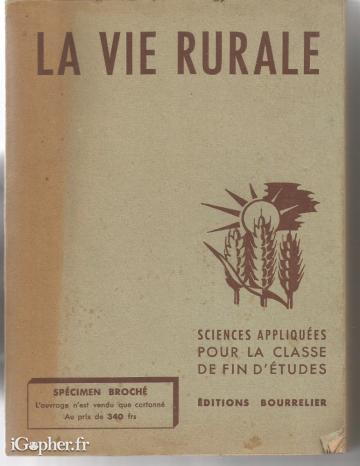 LA VIE RURALE
SCIENCES APPLIQUÉES
POUR LA CLASSE
DE FIN D'ÉTUDES
SPÉCIMEN BROCHÉ
L'ouvrage n'est vendu que cartonné
Au prix de 340 frs
ÉDITIONS BOURRELIER
iGopher.fr